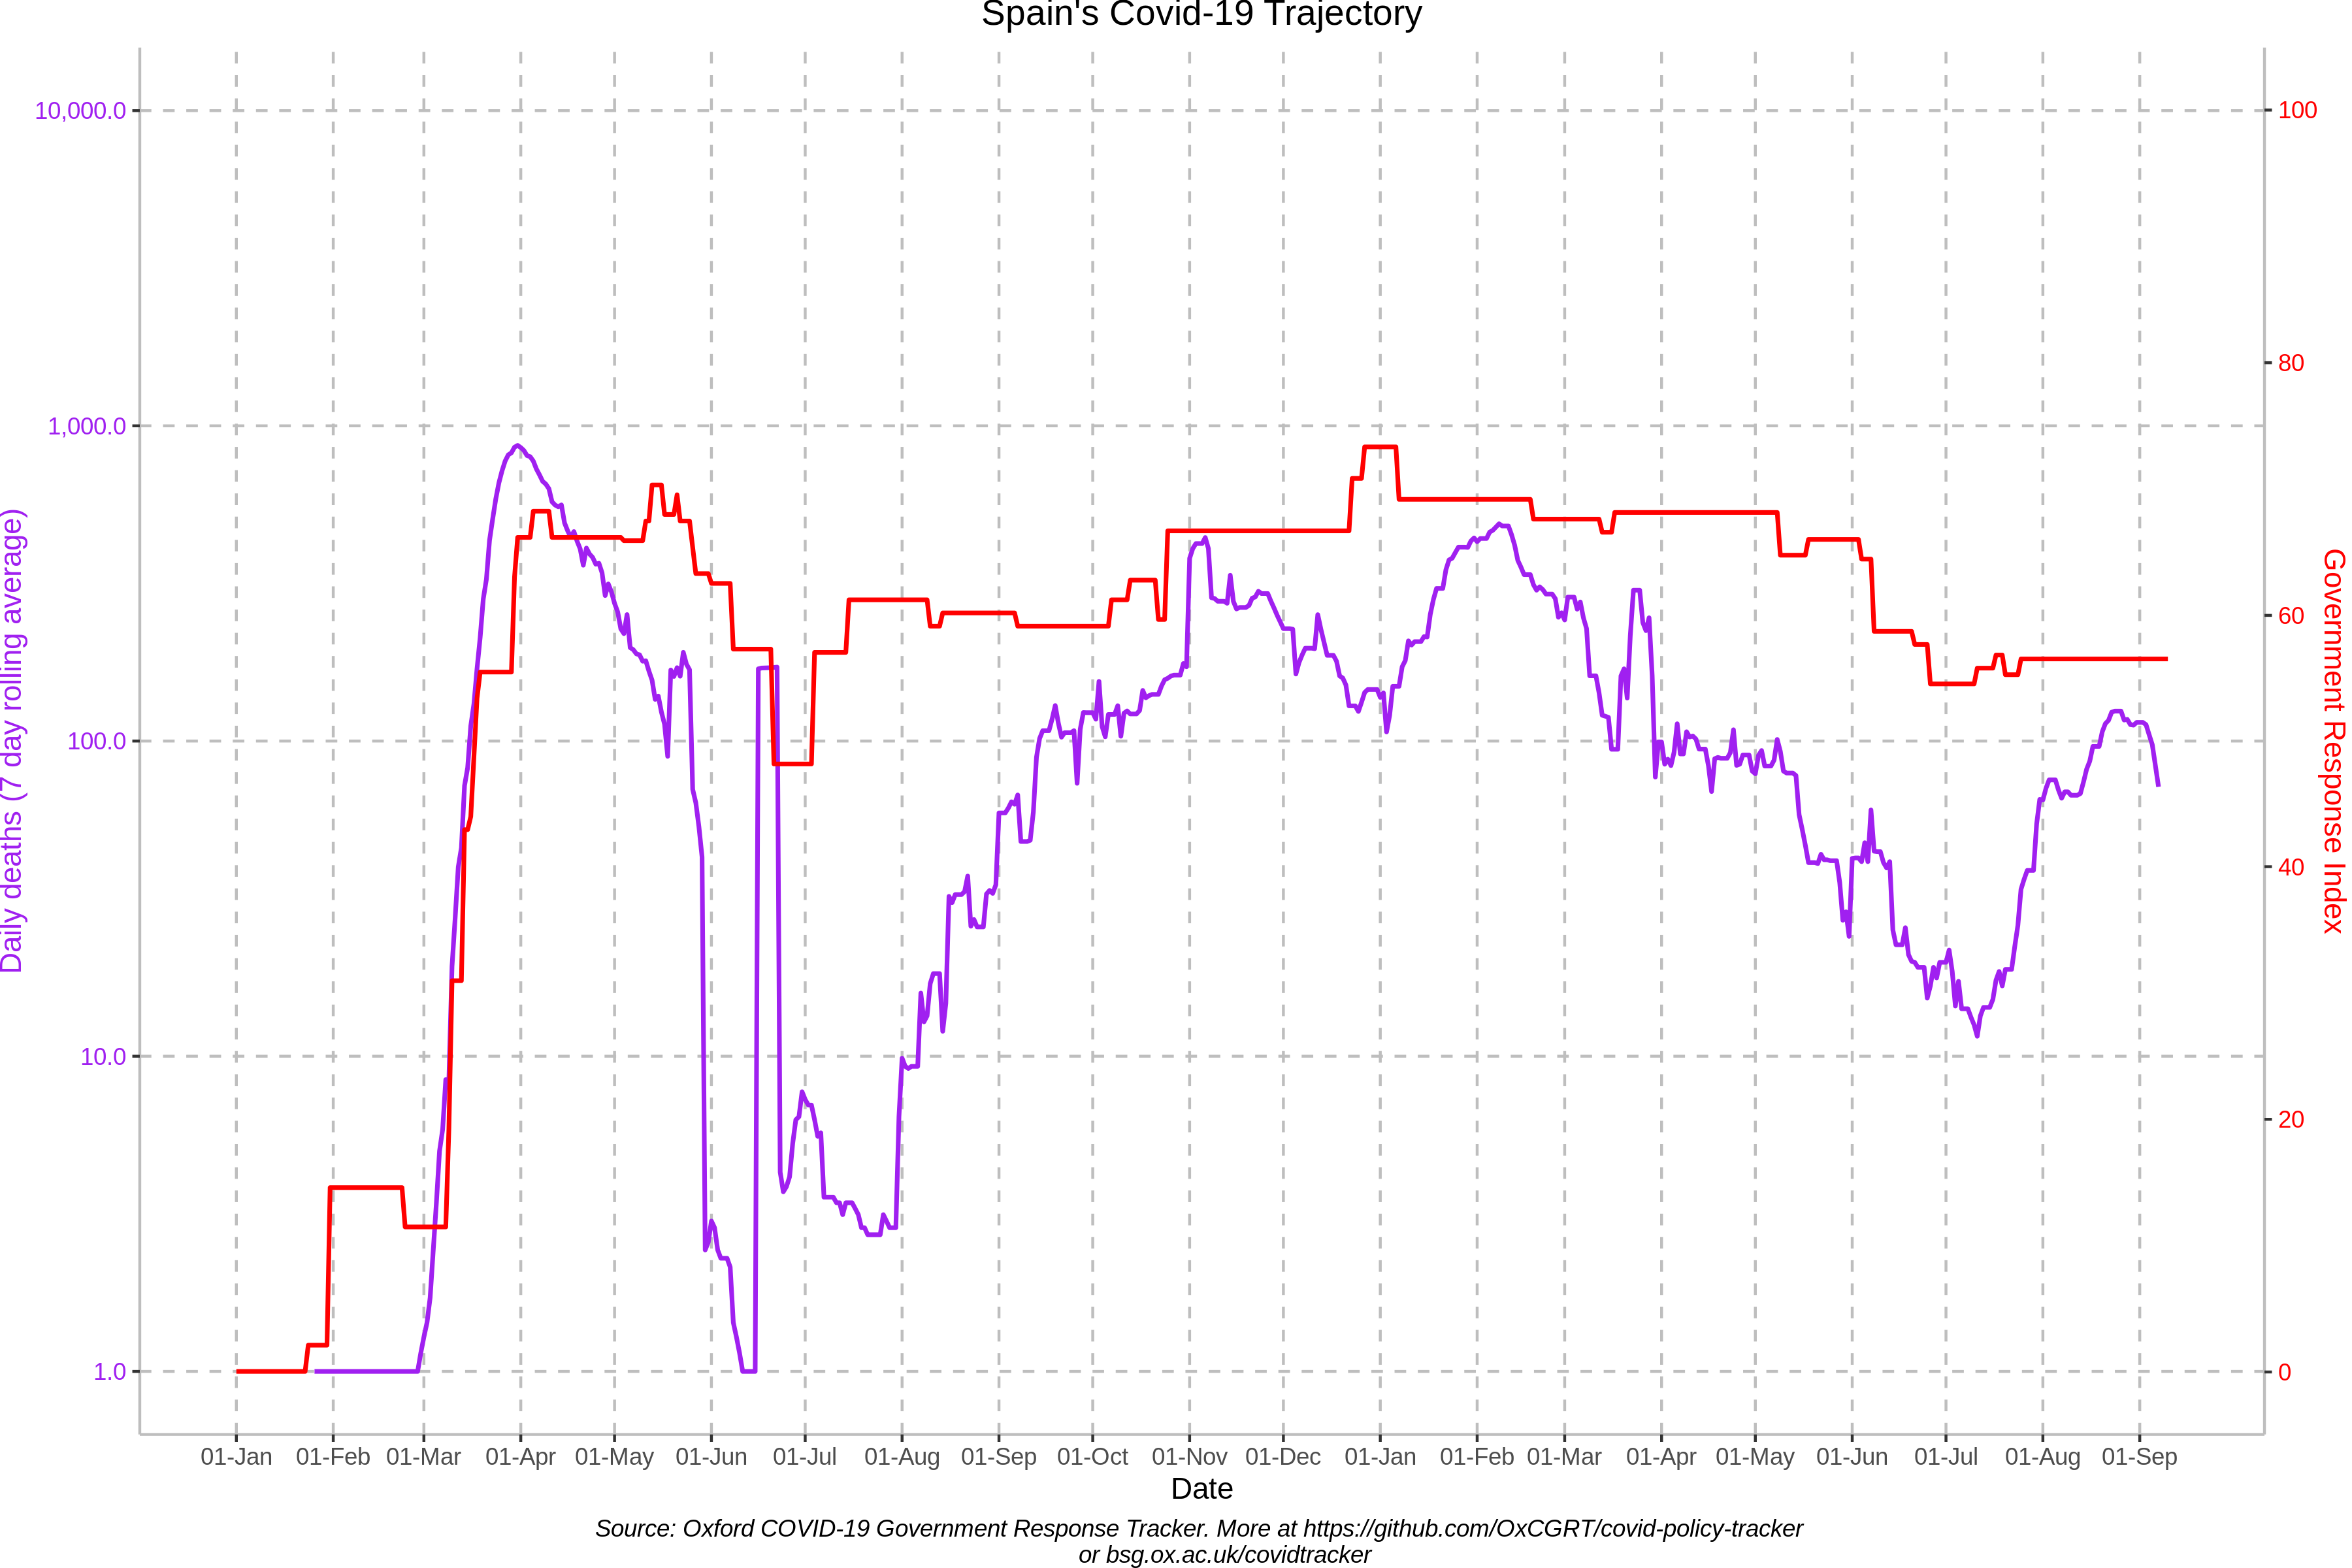 Spain's Covid-19 Trajectory
10,000.0
1,000.0
100.0
10.0
1.0
Daily deaths (7 day rolling average)
100
80
60
40
20
0
Government Response Index
01-Jan 01-Feb 01-Mar 01-Apr 01-May 01-Jun 01-Jul 01-Aug 01-Sep 01-Oct 01-Nov 01-Dec 01-Jan 01-Feb 01-Mar 01-Apr 01-May 01-Jun 01-Jul 01-Aug 01-Sep
Date
Source: Oxford COVID-19 Government Response Tracker. More at https://github.com/OxCGRT/covid-policy-tracker
or bsg.ox.ac.uk/covidtracker